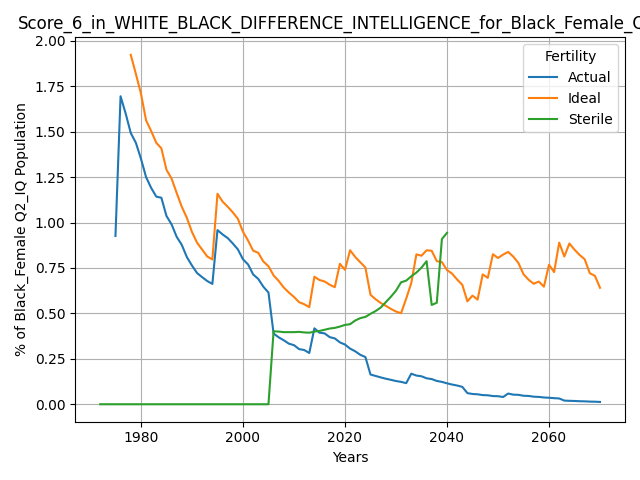 Score_6_in_WHITE_BLACK_DIFFERENCE_INTELLIGENCE_for_Black_Female_
2.00
1.75
1.50
1.25
1.00
0.75
0.50
0.25
0.00
% of Black_Female Q2_IQ Population
Fertility
Actual
Ideal
Sterile
1980
2000
2020
2040
2060
Years